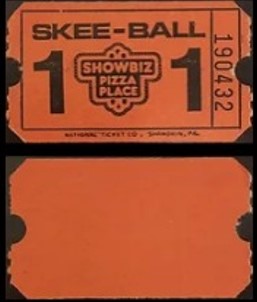 SKEE-BALL
1 SHOWBIZ 1
PIZZA
PLACE
190432
NATIONAL TICKET CO., SHAMOKIN, PA.